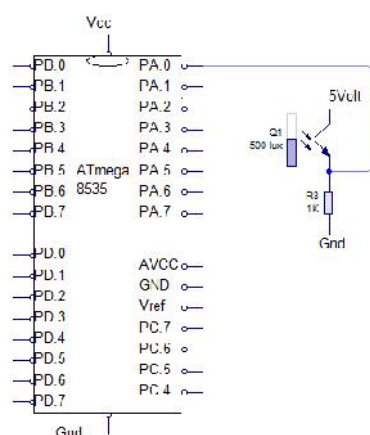 Vcc
PD.0 PA.0
PB.1 PA.1
PB.2 PA.2
PB.3 PA.3
PB.4 PA.4
PB.5 ATmega PA.5
PB.6 8535 PA.6
PD.7 PA.7
PD.0
PD.1 AVCC
PD.2 GND
PD.3 Vref
PD.4 PC.7
PD.5 PC.6
PD.6 PC.5
PD.7 PC.4
Gnd
5Volt
Q1
500 lux
R3
1K
Gnd